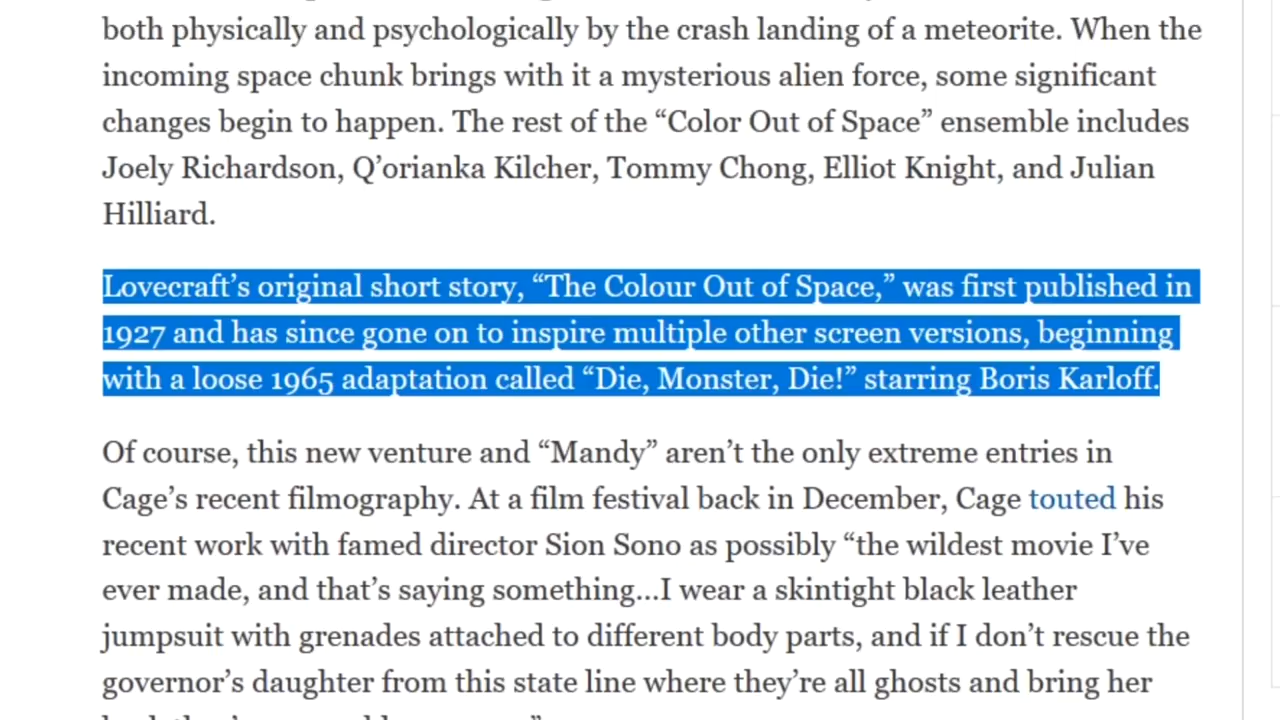 both physically and psychologically by the crash landing of a meteorite. When the
incoming space chunk brings with it a mysterious alien force, some significant
changes begin to happen. The rest of the “Color Out of Space” ensemble includes
Joely Richardson, Q’orianka Kilcher, Tommy Chong, Elliot Knight, and Julian
Hilliard.
Lovecraft’s original short story, “The Colour Out of Space,” was first published in
1927 and has since gone on to inspire multiple other screen versions, beginning
with a loose 1965 adaptation called “Die, Monster, Die!” starring Boris Karloff.
Of course, this new venture and “Mandy” aren’t the only extreme entries in
Cage’s recent filmography. At a film festival back in December, Cage touted his
recent work with famed director Sion Sono as possibly “the wildest movie I’ve
ever made, and that’s saying something...I wear a skintight black leather
jumpsuit with grenades attached to different body parts, and if I don’t rescue the
governor’s daughter from this state line where they’re all ghosts and bring her